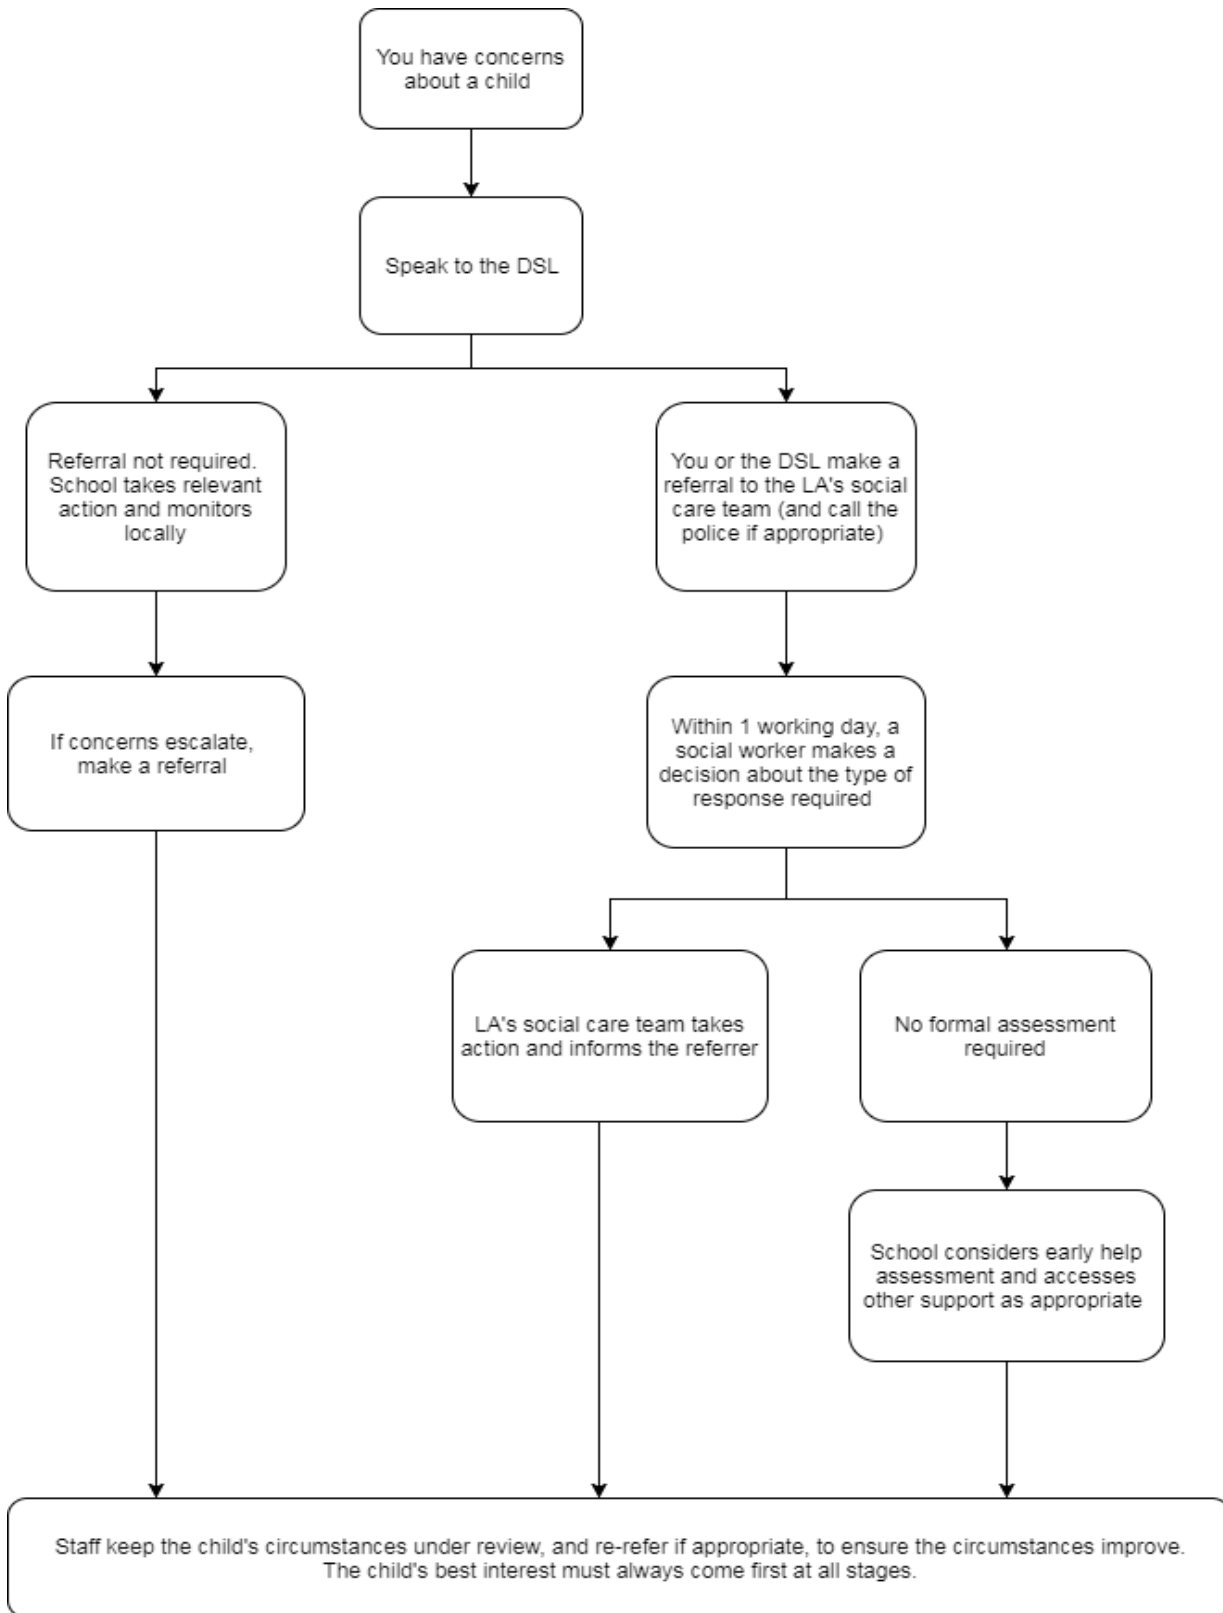 You have concerns
about a child
Speak to the DSL
Referral not required.
School takes relevant
action and monitors
locally
You or the DSL make a
referral to the LA's social
care team (and call the
police if appropriate)
If concerns escalate,
make a referral
Within 1 working day, a
social worker makes a
decision about the type of
response required
LA's social care team takes
action and informs the referrer
No formal assessment
required
School considers early help
assessment and accesses
other support as appropriate
Staff keep the child's circumstances under review, and re-refer if appropriate, to ensure the circumstances improve.
The child's best interest must always come first at all stages.